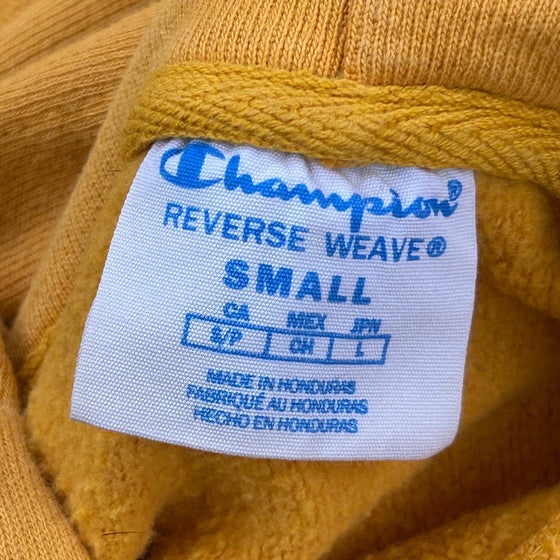 Champion®
REVERSE WEAVE®
SMALL
CA MEX JPN
S/P CH L
MADE IN HONDURAS
FABRIQUÉ AU HONDURAS
HECHO EN HONDURAS